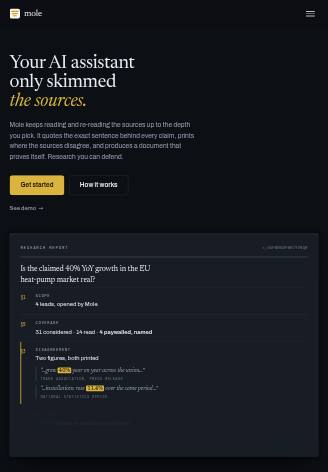 mole
Your AI assistant
only skimmed
the sources.
Mole keeps reading and re-reading the sources up to the depth
you pick. It quotes the exact sentence behind every claim, prints
where the sources disagree, and produces a document that
proves itself. Research you can defend.
Get started
How it works
See demo →
RESEARCH REPORT
Is the claimed 40% YoY growth in the EU
heat-pump market real?
§1 SCOPE
4 leads, opened by Mole.
§2 COVERAGE
31 considered · 14 read · 4 paywalled, named
§3 DISAGREEMENT
Two figures, both printed
"…grew 40% year on year across the union…"
TRADE ASSOCIATION, PRESS RELEASE
"…installations rose 11.4% over the same period…"
NATIONAL STATISTICS OFFICE